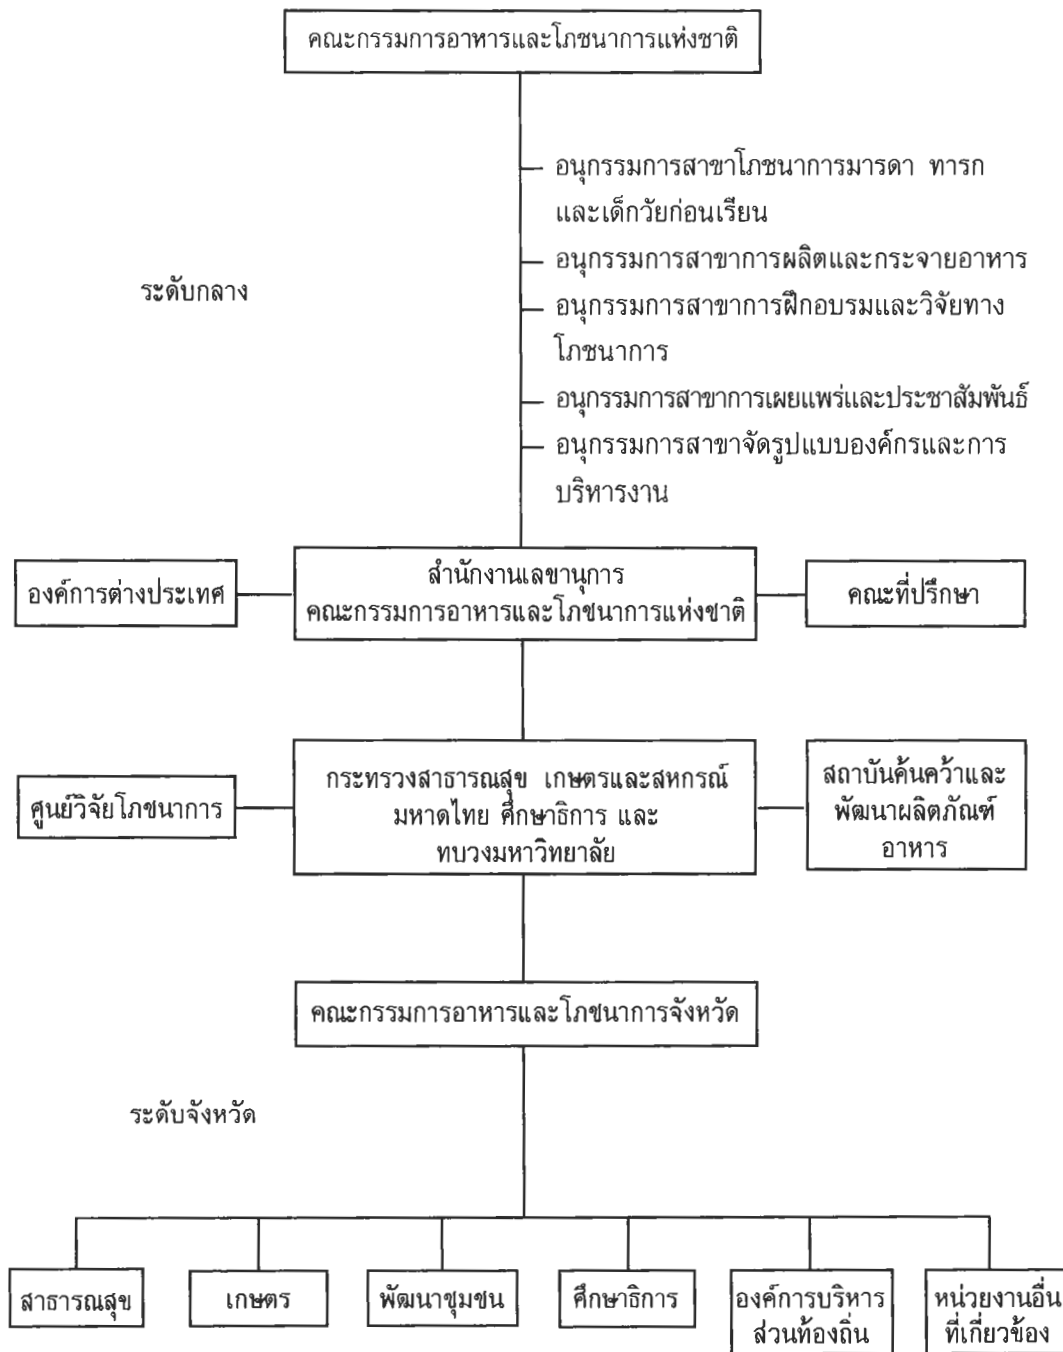 คณะกรรมการอาหารและโภชนาการแห่งชาติ
อนุกรรมการสาขาโภชนาการมารดา ทารก
และเด็กวัยก่อนเรียน
อนุกรรมการสาขาการผลิตและกระจายอาหาร
ระดับกลาง
อนุกรรมการสาขาการฝึกอบรมและวิจัยทาง
โภชนาการ
อนุกรรมการสาขาการเผยแพร่และประชาสัมพันธ์
อนุกรรมการสาขาจัดรูปแบบองค์กรและการ
บริหารงาน
องค์การต่างประเทศ
สำนักงานเลขานุการ
คณะกรรมการอาหารและโภชนาการแห่งชาติ
คณะที่ปรึกษา
ศูนย์วิจัยโภชนาการ
กระทรวงสาธารณสุข เกษตรและสหกรณ์
มหาดไทย ศึกษาธิการ และ
ทบวงมหาวิทยาลัย
สถาบันค้นคว้าและ
พัฒนาผลิตภัณฑ์
อาหาร
คณะกรรมการอาหารและโภชนาการจังหวัด
ระดับจังหวัด
สาธารณสุข
เกษตร
พัฒนาชุมชน
ศึกษาธิการ
องค์การบริหาร
ส่วนท้องถิ่น
หน่วยงานอื่น
ที่เกี่ยวข้อง